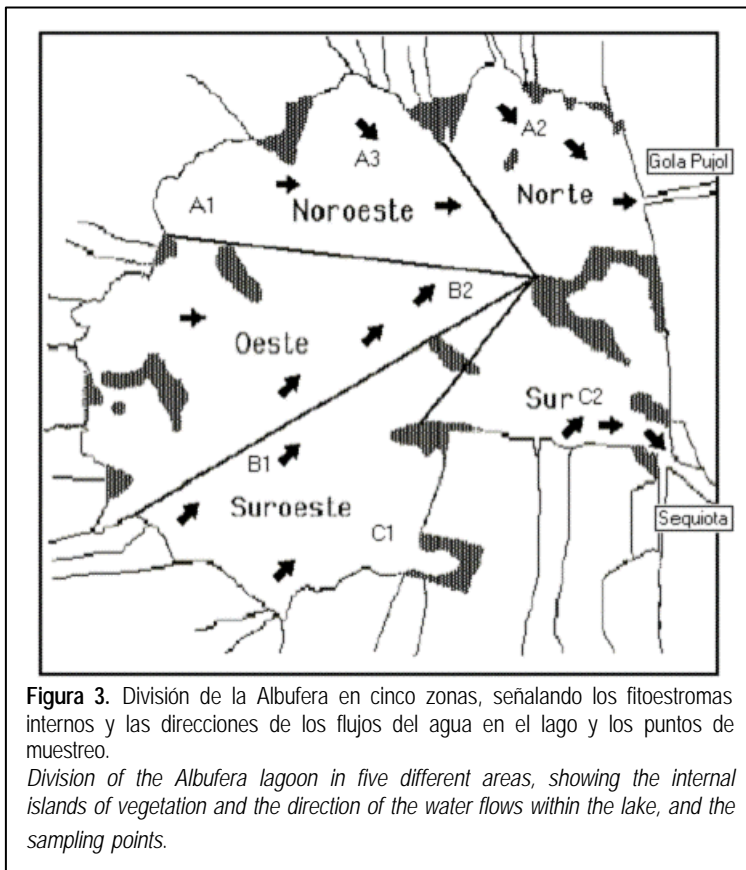 A2
A3
Gola Pujol
Norte
A1
Noroeste
B2
Oeste
Sur C2
B1
Suroeste
C1
Sequiota
Figura 3. División de la Albufera en cinco zonas, señalando los fitoestromas
internos y las direcciones de los flujos del agua en el lago y los puntos de
muestreo.
Division of the Albufera lagoon in five different areas, showing the internal
islands of vegetation and the direction of the water flows within the lake, and the
sampling points.